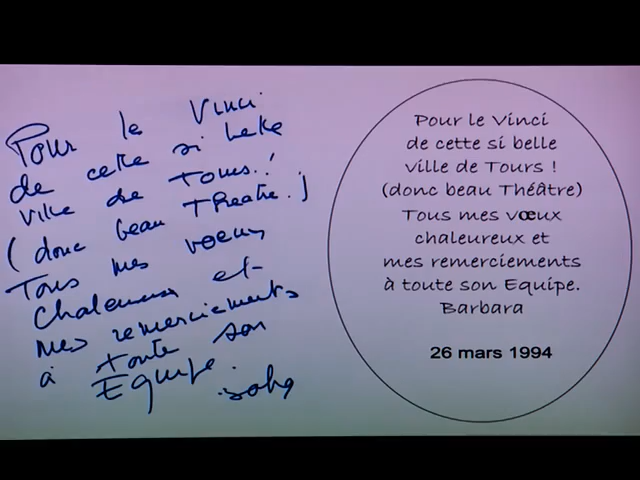 Pour le Vinci
de cette si belle
ville de Tours.!
(donc beau Theatre.)
Tous mes voeux
Chaleureux et
mes remerciements
à toute son
Equipe.
Pour le Vinci
de cette si belle
ville de Tours !
(donc beau Théâtre)
Tous mes vœux
chaleureux et
mes remerciements
à toute son Equipe.
Barbara
26 mars 1994